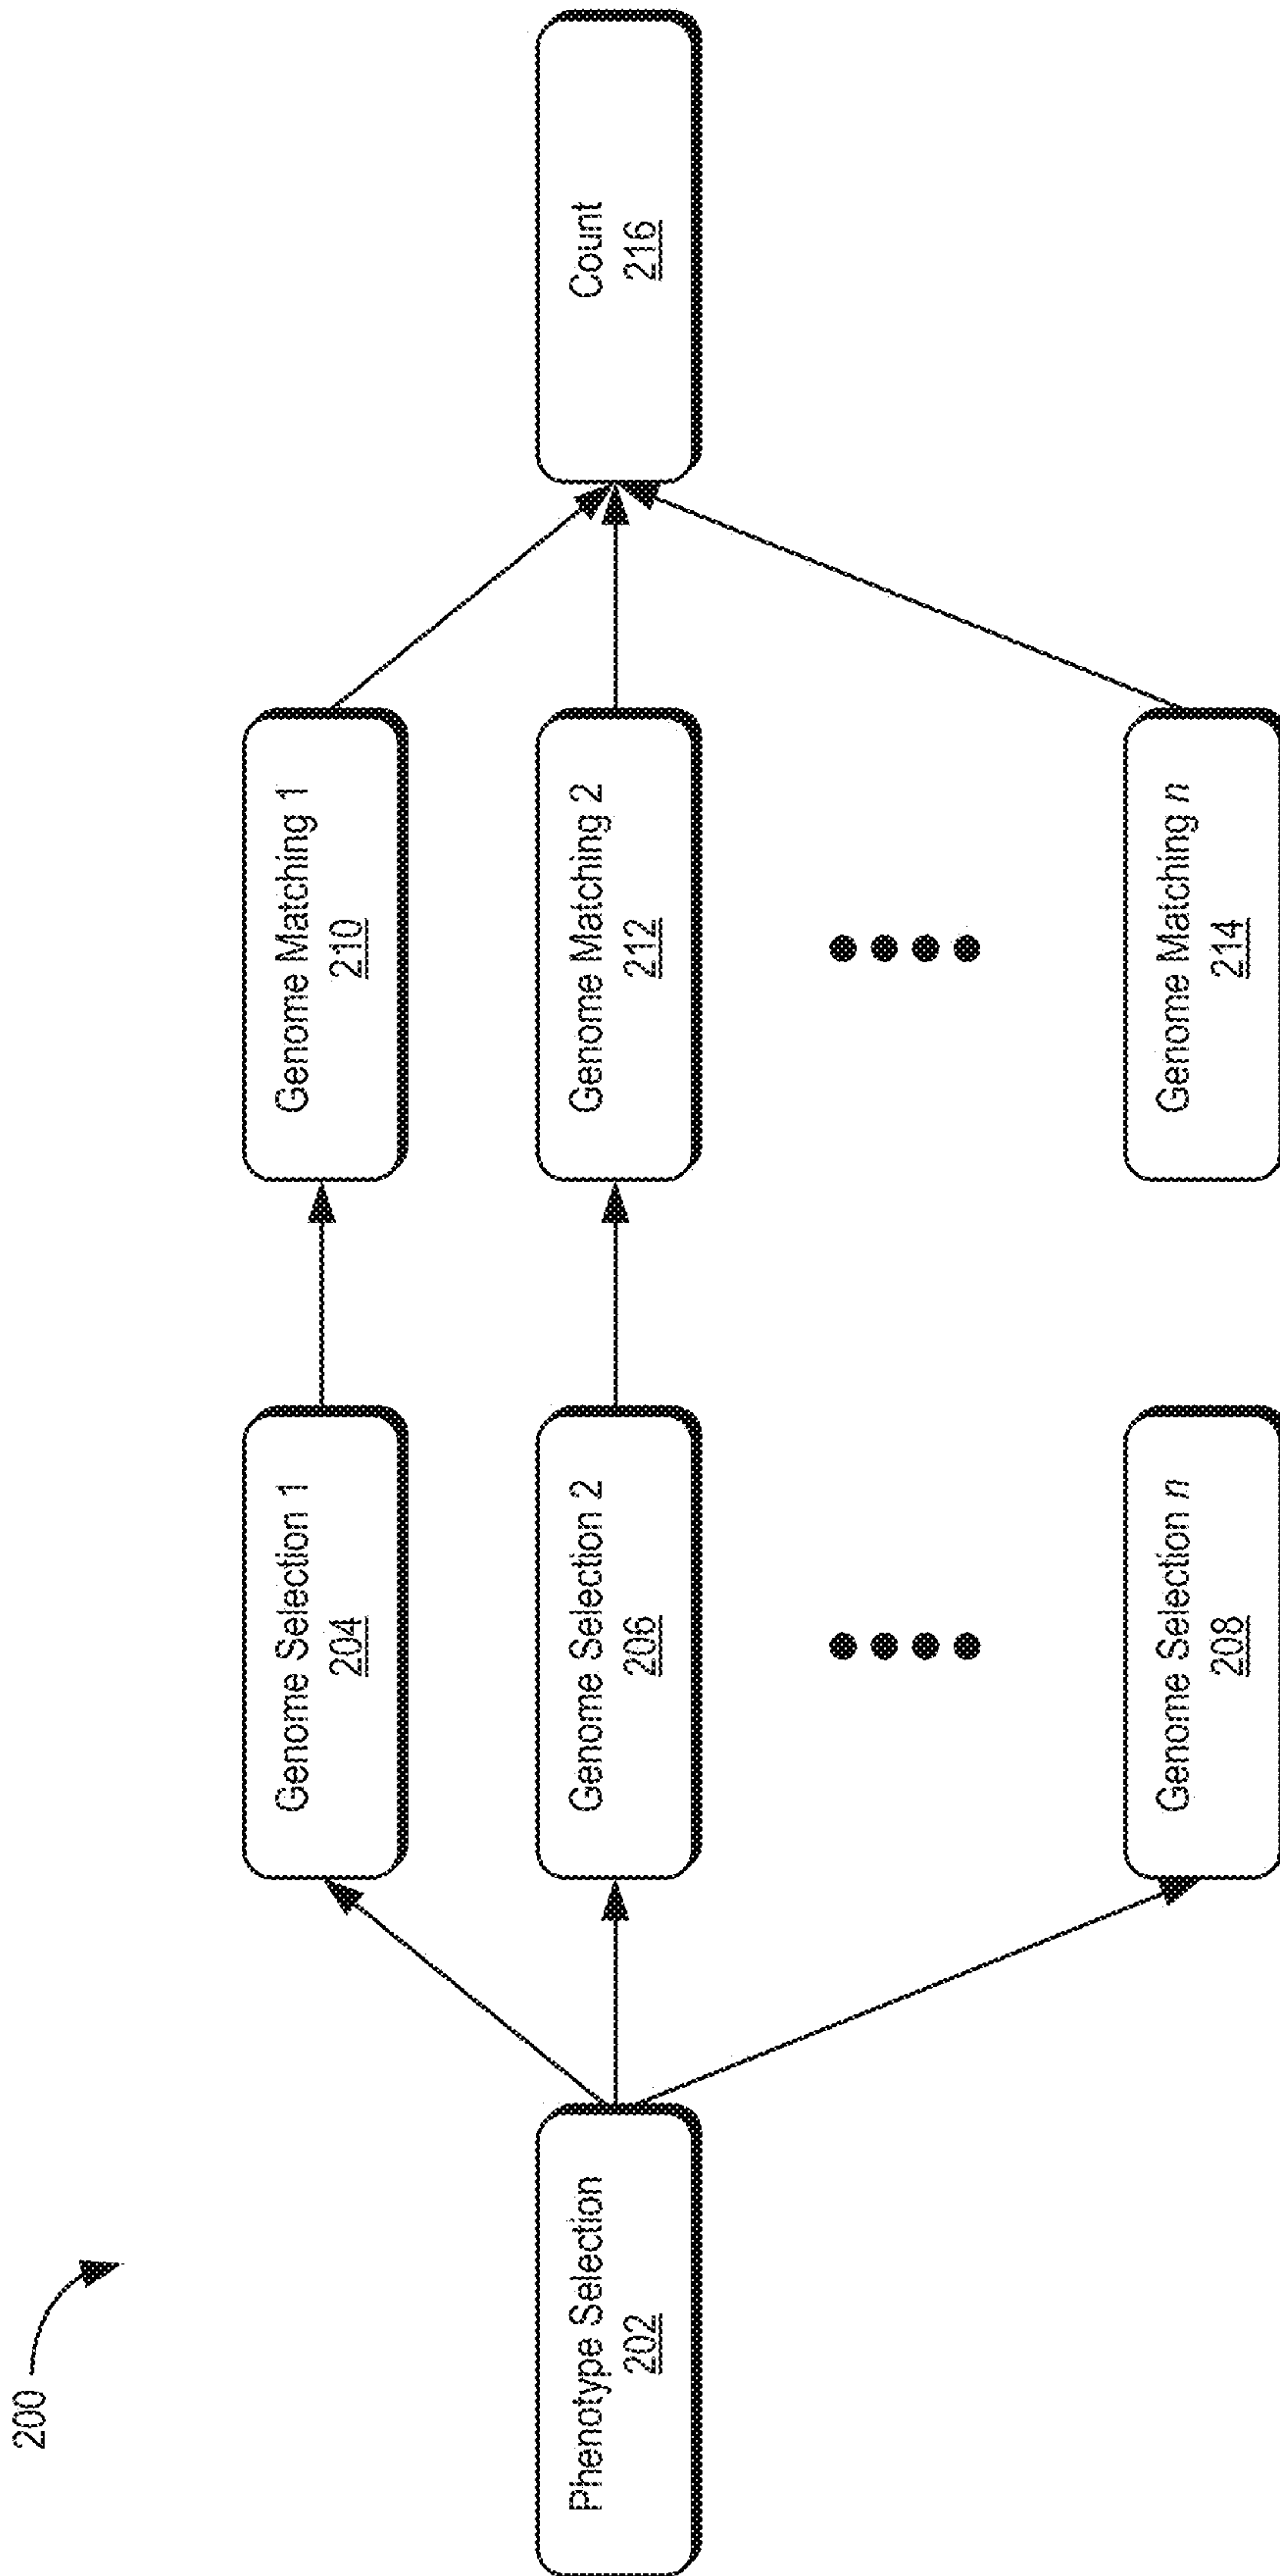 200
Phenotype Selection
202
Genome Selection 1
204
Genome Selection 2
206
Genome Selection n
208
Genome Matching 1
210
Genome Matching 2
212
Genome Matching n
214
Count
216